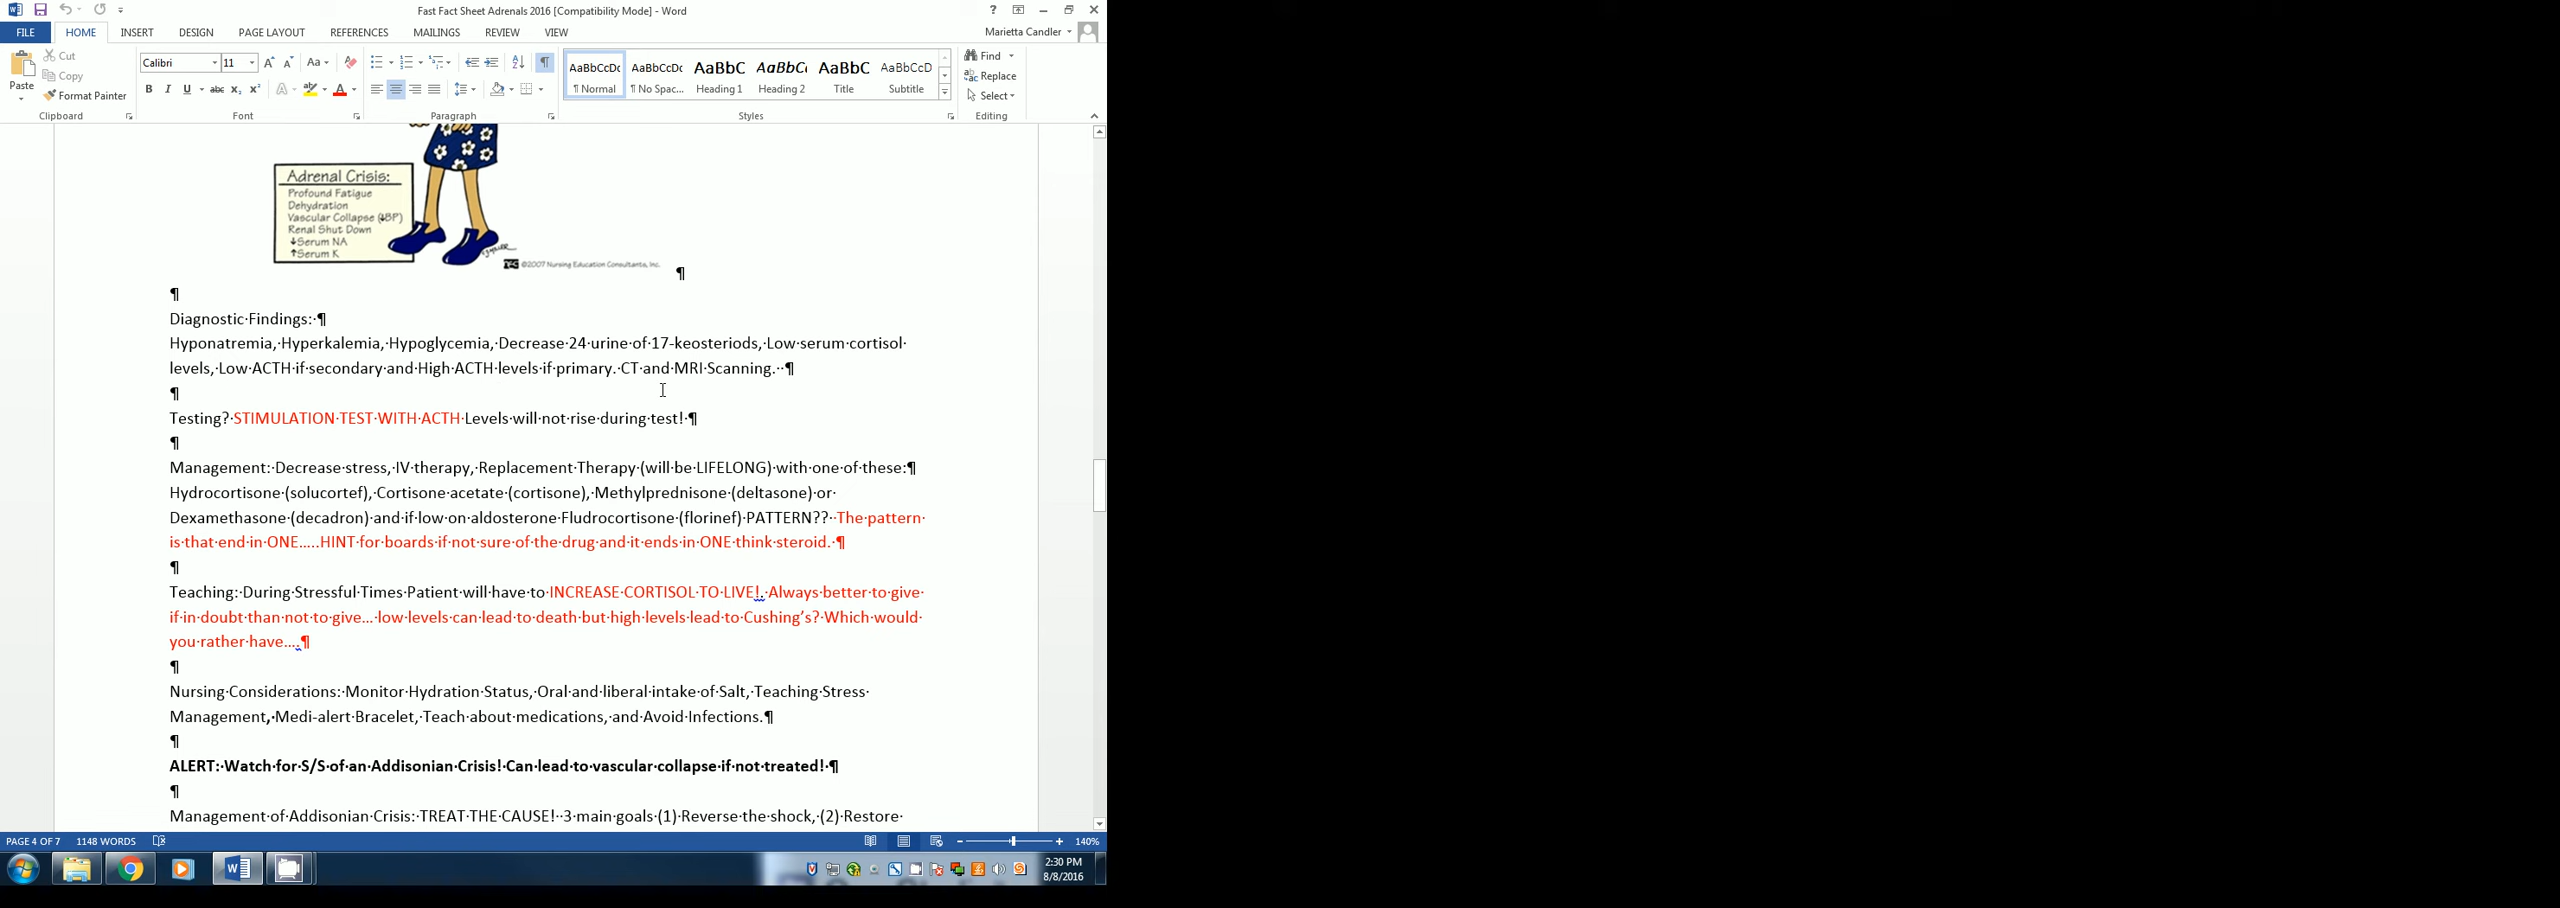 Fast Fact Sheet Adrenals 2016 [Compatibility Mode] - Word
FILE HOME INSERT DESIGN PAGE LAYOUT REFERENCES MAILINGS REVIEW VIEW
Marietta Candler
Paste
Cut
Copy
Format Painter
Clipboard
Calibri 11
Font
Paragraph
AaBbCcDc AaBbCcDc AaBbC AaBbCc AaBbC AaBbCcD
¶ Normal ¶ No Spac... Heading 1 Heading 2 Title Subtitle
Styles
Find
Replace
Select
Editing
Adrenal Crisis:
Profound Fatigue
Dehydration
Vascular Collapse (↓BP)
Renal Shut Down
↓Serum NA
↑Serum K
©2007 Nursing Education Consultants, Inc. ¶
¶
Diagnostic Findings: ¶
Hyponatremia, Hyperkalemia, Hypoglycemia, Decrease 24 urine of 17-keosteriods, Low serum cortisol
levels, Low ACTH if secondary and High ACTH levels if primary. CT and MRI Scanning. ¶
¶
Testing? STIMULATION TEST WITH ACTH Levels will not rise during test! ¶
¶
Management: Decrease stress, IV therapy, Replacement Therapy (will be LIFELONG) with one of these:¶
Hydrocortisone (solucortef), Cortisone acetate (cortisone), Methylprednisone (deltasone) or
Dexamethasone (decadron) and if low on aldosterone Fludrocortisone (florinef) PATTERN?? The pattern
is that end in ONE…..HINT for boards if not sure of the drug and it ends in ONE think steroid. ¶
¶
Teaching: During Stressful Times Patient will have to INCREASE CORTISOL TO LIVE!. Always better to give
if in doubt than not to give… low levels can lead to death but high levels lead to Cushing's? Which would
you rather have….¶
¶
Nursing Considerations: Monitor Hydration Status, Oral and liberal intake of Salt, Teaching Stress
Management, Medi-alert Bracelet, Teach about medications, and Avoid Infections.¶
¶
ALERT: Watch for S/S of an Addisonian Crisis! Can lead to vascular collapse if not treated! ¶
¶
Management of Addisonian Crisis: TREAT THE CAUSE! 3 main goals (1) Reverse the shock, (2) Restore
PAGE 4 OF 7 1148 WORDS 140%
2:30 PM
8/8/2016